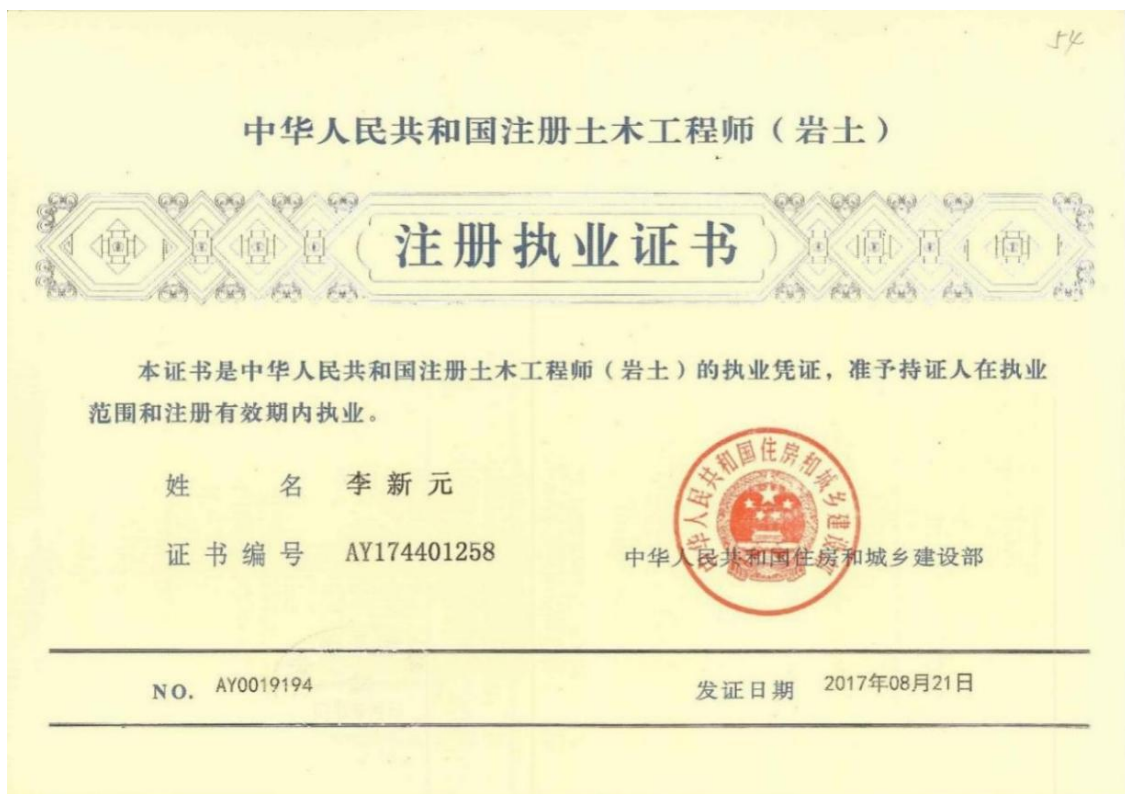 54
中华人民共和国注册土木工程师（岩土）
注册执业证书
本证书是中华人民共和国注册土木工程师（岩土）的执业凭证，准予持证人在执业
范围和注册有效期内执业。
姓 名 李新元
证书编号 AY174401258
中华人民共和国住房和城乡建设部
中华人民共和国住房和城乡建设部
NO. AY0019194
发证日期 2017年08月21日